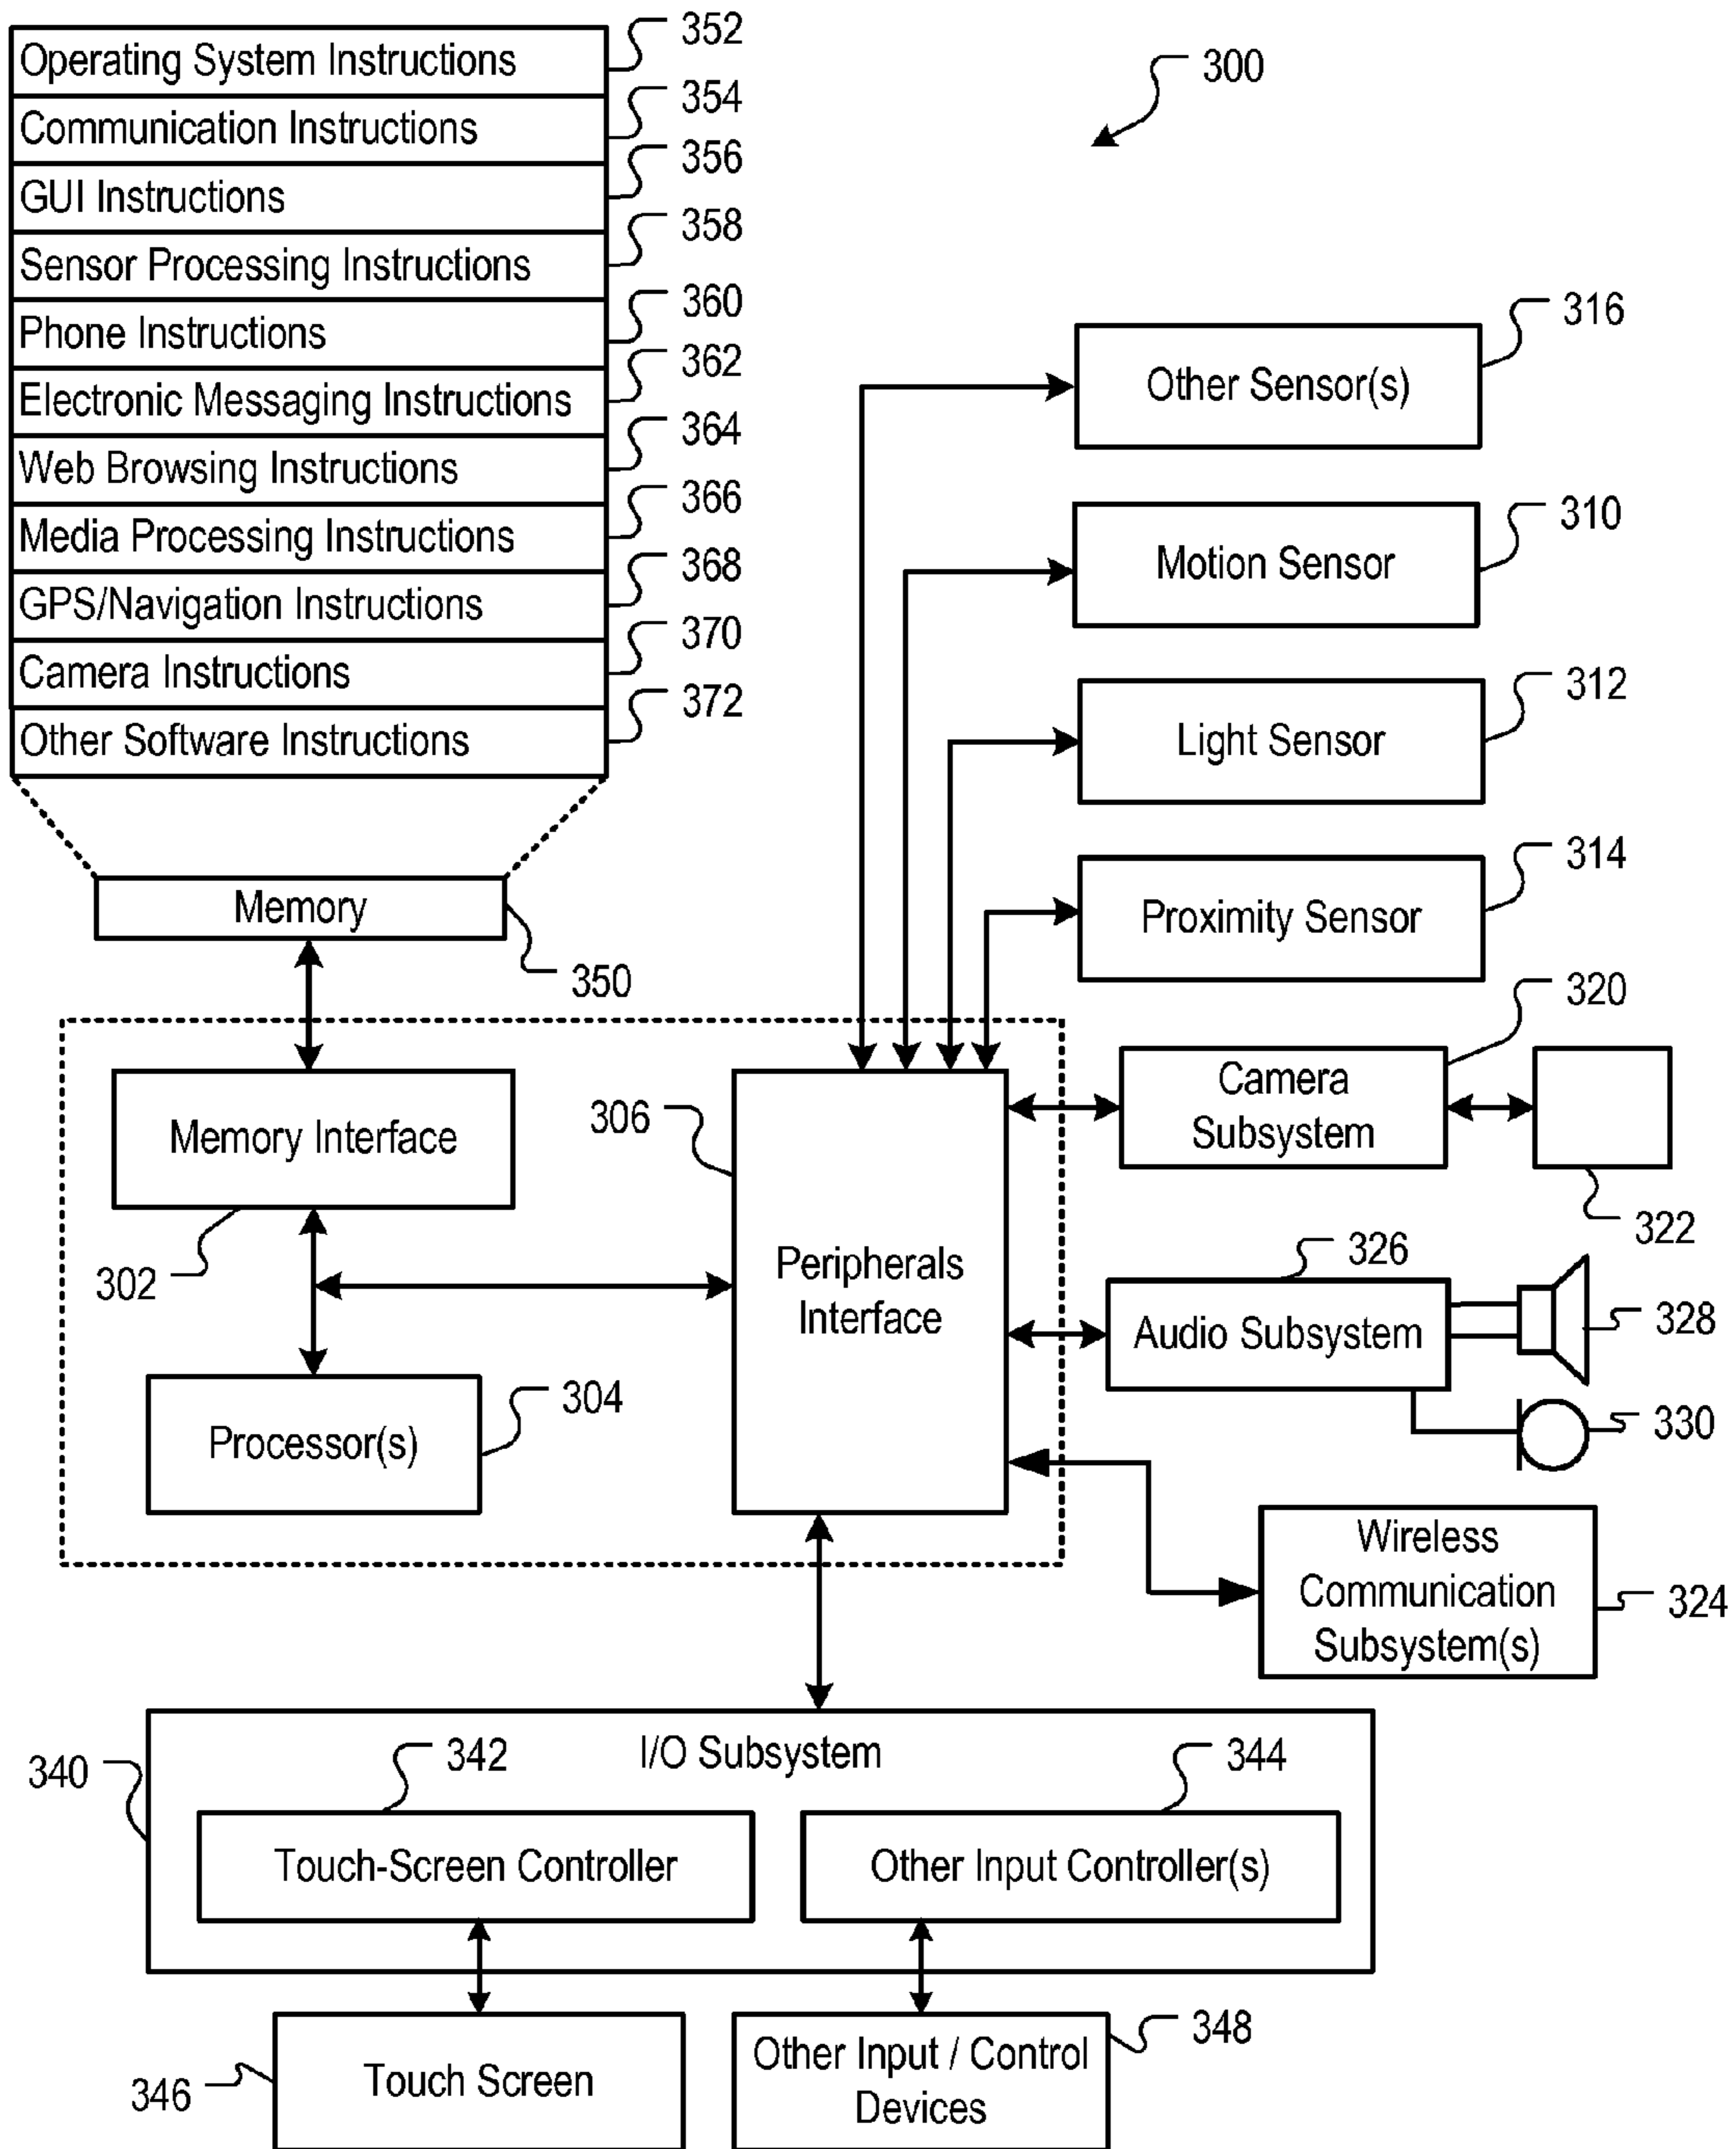 Operating System Instructions
352
Communication Instructions
354
GUI Instructions
356
Sensor Processing Instructions
358
Phone Instructions
360
Electronic Messaging Instructions
362
Web Browsing Instructions
364
Media Processing Instructions
366
GPS/Navigation Instructions
368
Camera Instructions
370
Other Software Instructions
372
300
Memory
350
Other Sensor(s)
316
Motion Sensor
310
Light Sensor
312
Proximity Sensor
314
Camera
Subsystem
320
322
Memory Interface
302
306
Peripherals
Interface
Processor(s)
304
Audio Subsystem
326
328
330
Wireless
Communication
Subsystem(s)
324
I/O Subsystem
340
342
Touch-Screen Controller
344
Other Input Controller(s)
346
Touch Screen
348
Other Input / Control
Devices